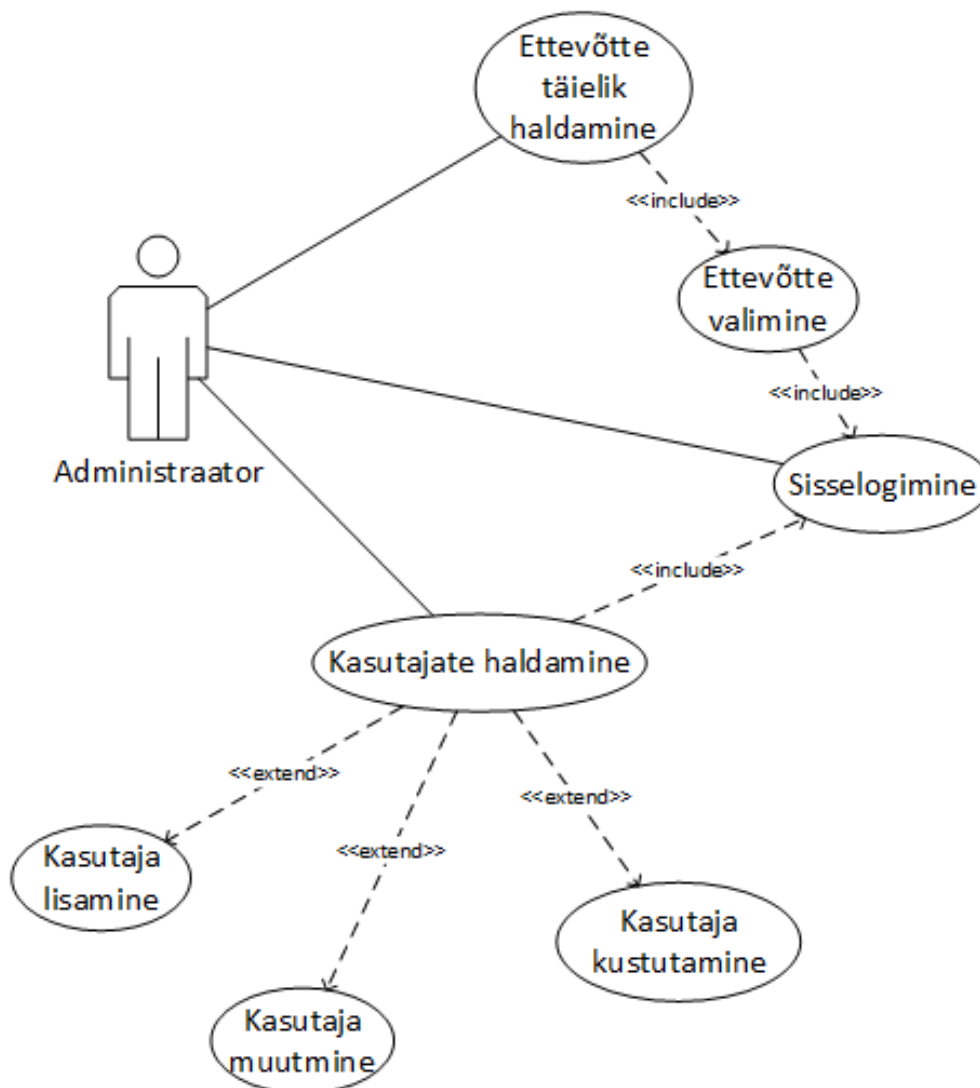 Ettevõtte
täielik
haldamine
<<include>>
Ettevõtte
valimine
<<include>>
Administraator
Sisselogimine
<<include>>
Kasutajate haldamine
<<extend>>
<<extend>>
<<extend>>
Kasutaja
lisamine
Kasutaja
kustutamine
Kasutaja
muutmine